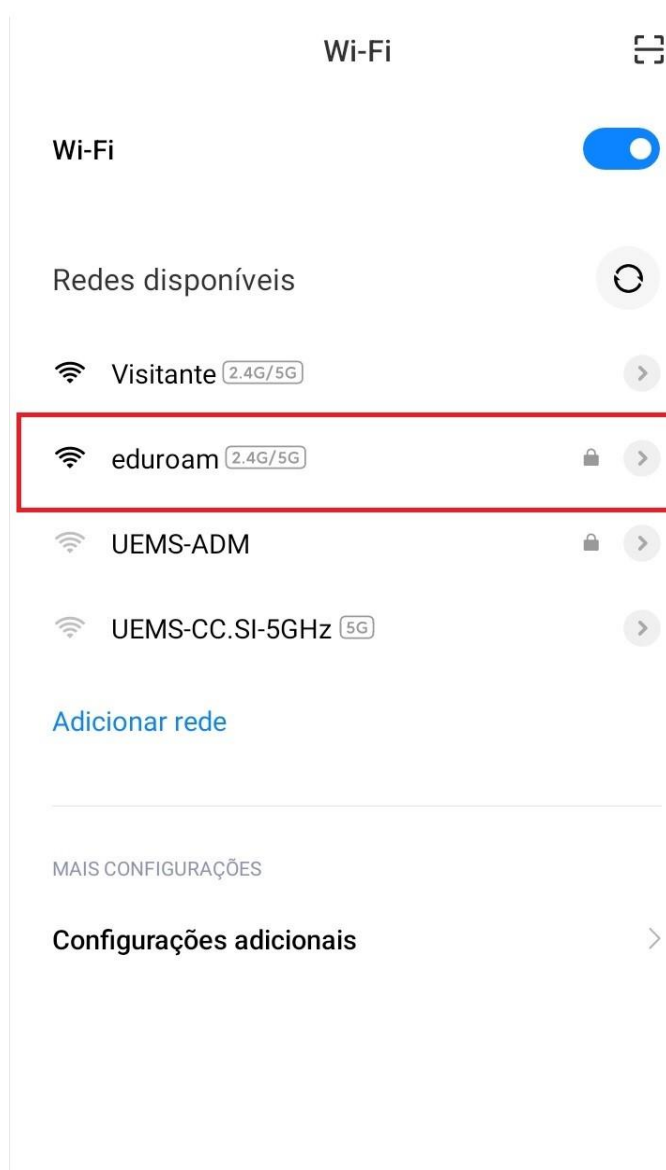 Wi-Fi
Wi-Fi
Redes disponíveis
Visitante 2.4G/5G
eduroam 2.4G/5G
UEMS-ADM
UEMS-CC.SI-5GHz 5G
Adicionar rede
MAIS CONFIGURAÇÕES
Configurações adicionais